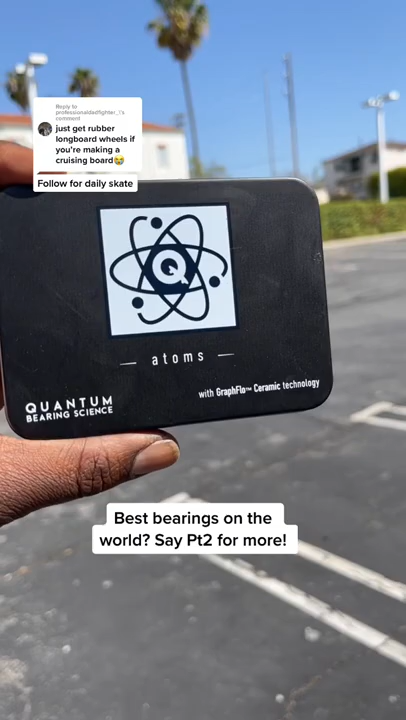 Reply to
professionaldadfighter_'s
comment
just get rubber
longboard wheels if
you're making a
cruising board😭
Follow for daily skate
Q
— atoms —
with GraphFlo™ Ceramic technology
QUANTUM
BEARING SCIENCE
Best bearings on the
world? Say Pt2 for more!